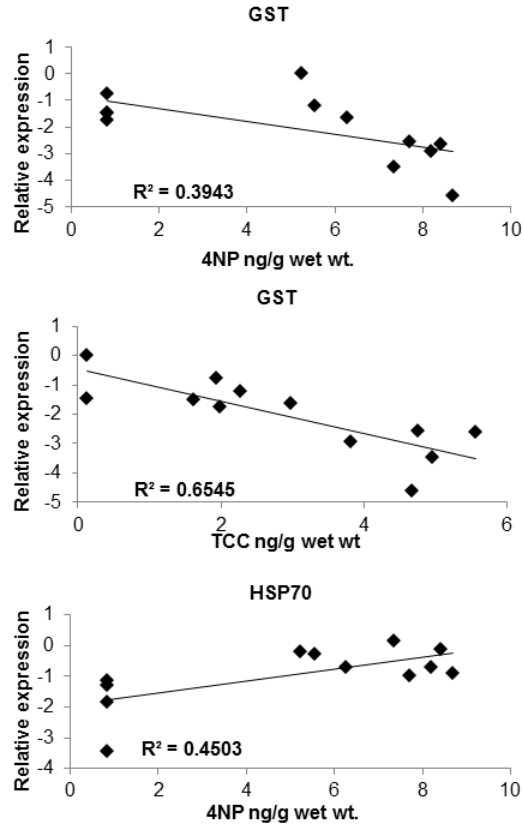 GST
Relative expression
1
0
-1
-2
-3
-4
-5
0 2 4 6 8 10
R² = 0.3943
4NP ng/g wet wt.
GST
Relative expression
1
0
-1
-2
-3
-4
-5
0 2 4 6
R² = 0.6545
TCC ng/g wet wt
HSP70
Relative expression
1
0
-1
-2
-3
-4
0 2 4 6 8 10
R² = 0.4503
4NP ng/g wet wt.